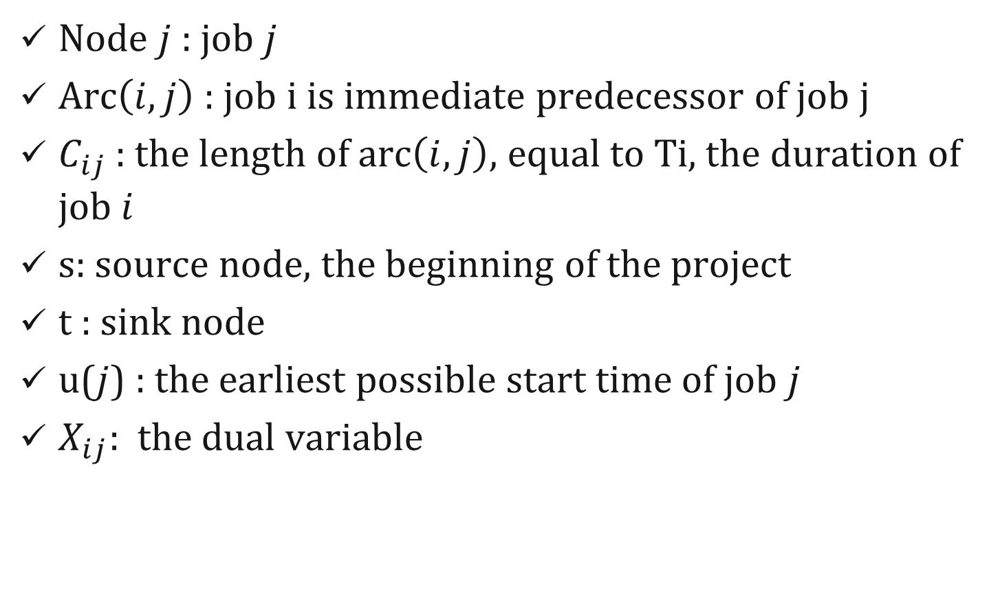 ✓ Node j : job j
✓ Arc(i, j) : job i is immediate predecessor of job j
✓ C_{ij} : the length of arc(i, j), equal to Ti, the duration of
job i
✓ s: source node, the beginning of the project
✓ t : sink node
✓ u(j) : the earliest possible start time of job j
✓ X_{ij}: the dual variable